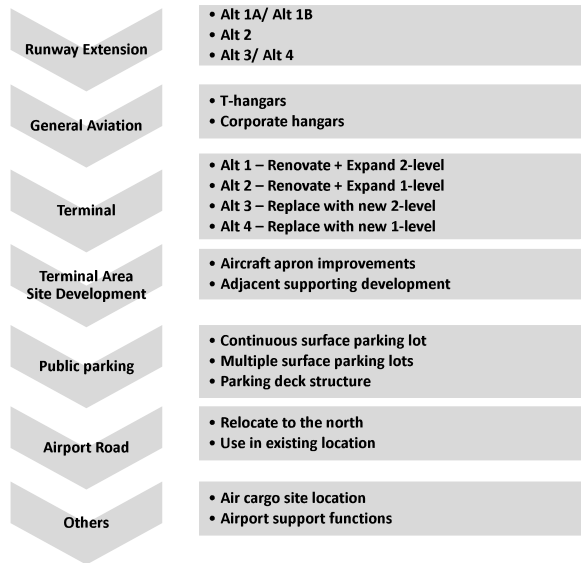 Runway Extension
• Alt 1A/ Alt 1B
• Alt 2
• Alt 3/ Alt 4
General Aviation
• T-hangars
• Corporate hangars
Terminal
• Alt 1 – Renovate + Expand 2-level
• Alt 2 – Renovate + Expand 1-level
• Alt 3 – Replace with new 2-level
• Alt 4 – Replace with new 1-level
Terminal Area
Site Development
• Aircraft apron improvements
• Adjacent supporting development
Public parking
• Continuous surface parking lot
• Multiple surface parking lots
• Parking deck structure
Airport Road
• Relocate to the north
• Use in existing location
Others
• Air cargo site location
• Airport support functions